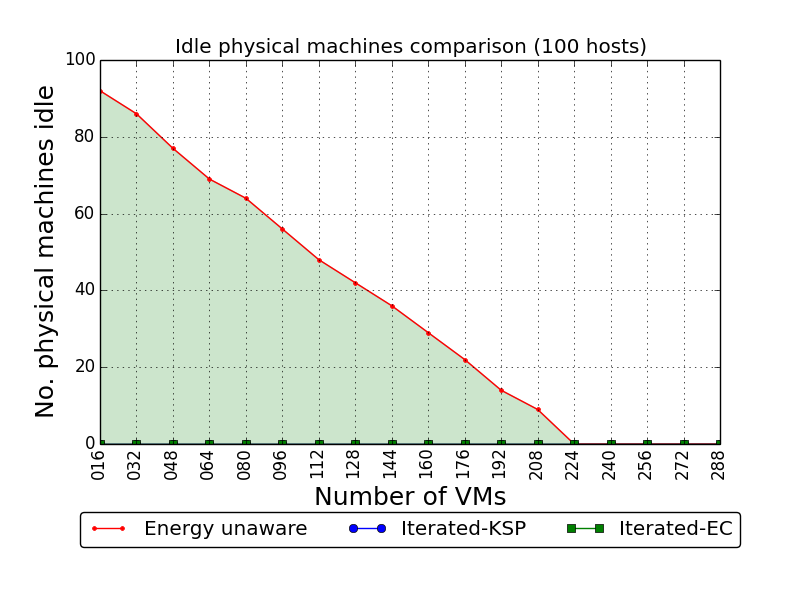 Idle physical machines comparison (100 hosts)
No. physical machines idle
100
80
60
40
20
0
016 032 048 064 080 096 112 128 144 160 176 192 208 224 240 256 272 288
Number of VMs
Energy unaware Iterated-KSP Iterated-EC